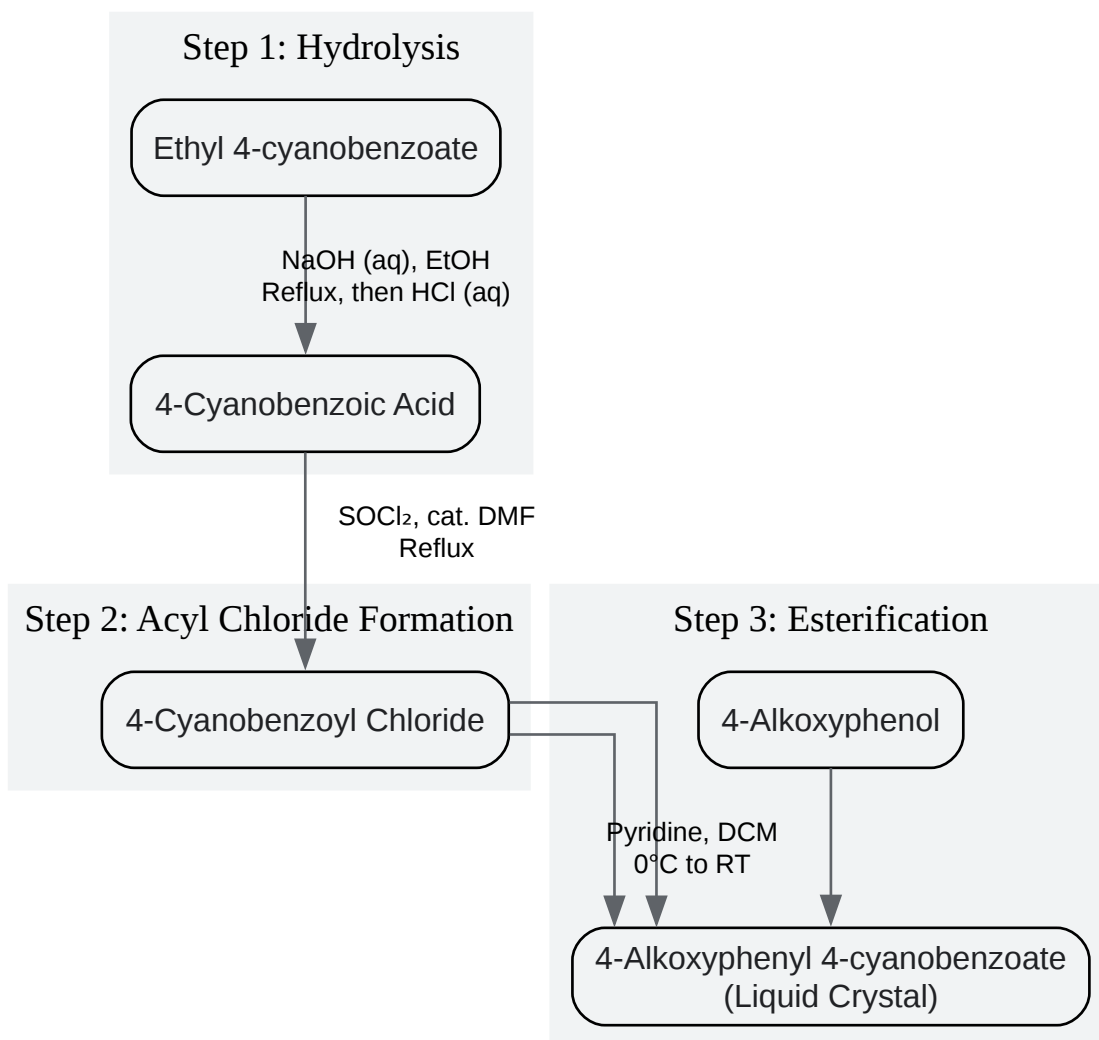 Step 1: Hydrolysis
Ethyl 4-cyanobenzoate
NaOH (aq), EtOH
Reflux, then HCl (aq)
4-Cyanobenzoic Acid
SOCl₂, cat. DMF
Reflux
Step 2: Acyl Chloride Formation
4-Cyanobenzoyl Chloride
Step 3: Esterification
4-Alkoxyphenol
Pyridine, DCM
0°C to RT
4-Alkoxyphenyl 4-cyanobenzoate
(Liquid Crystal)